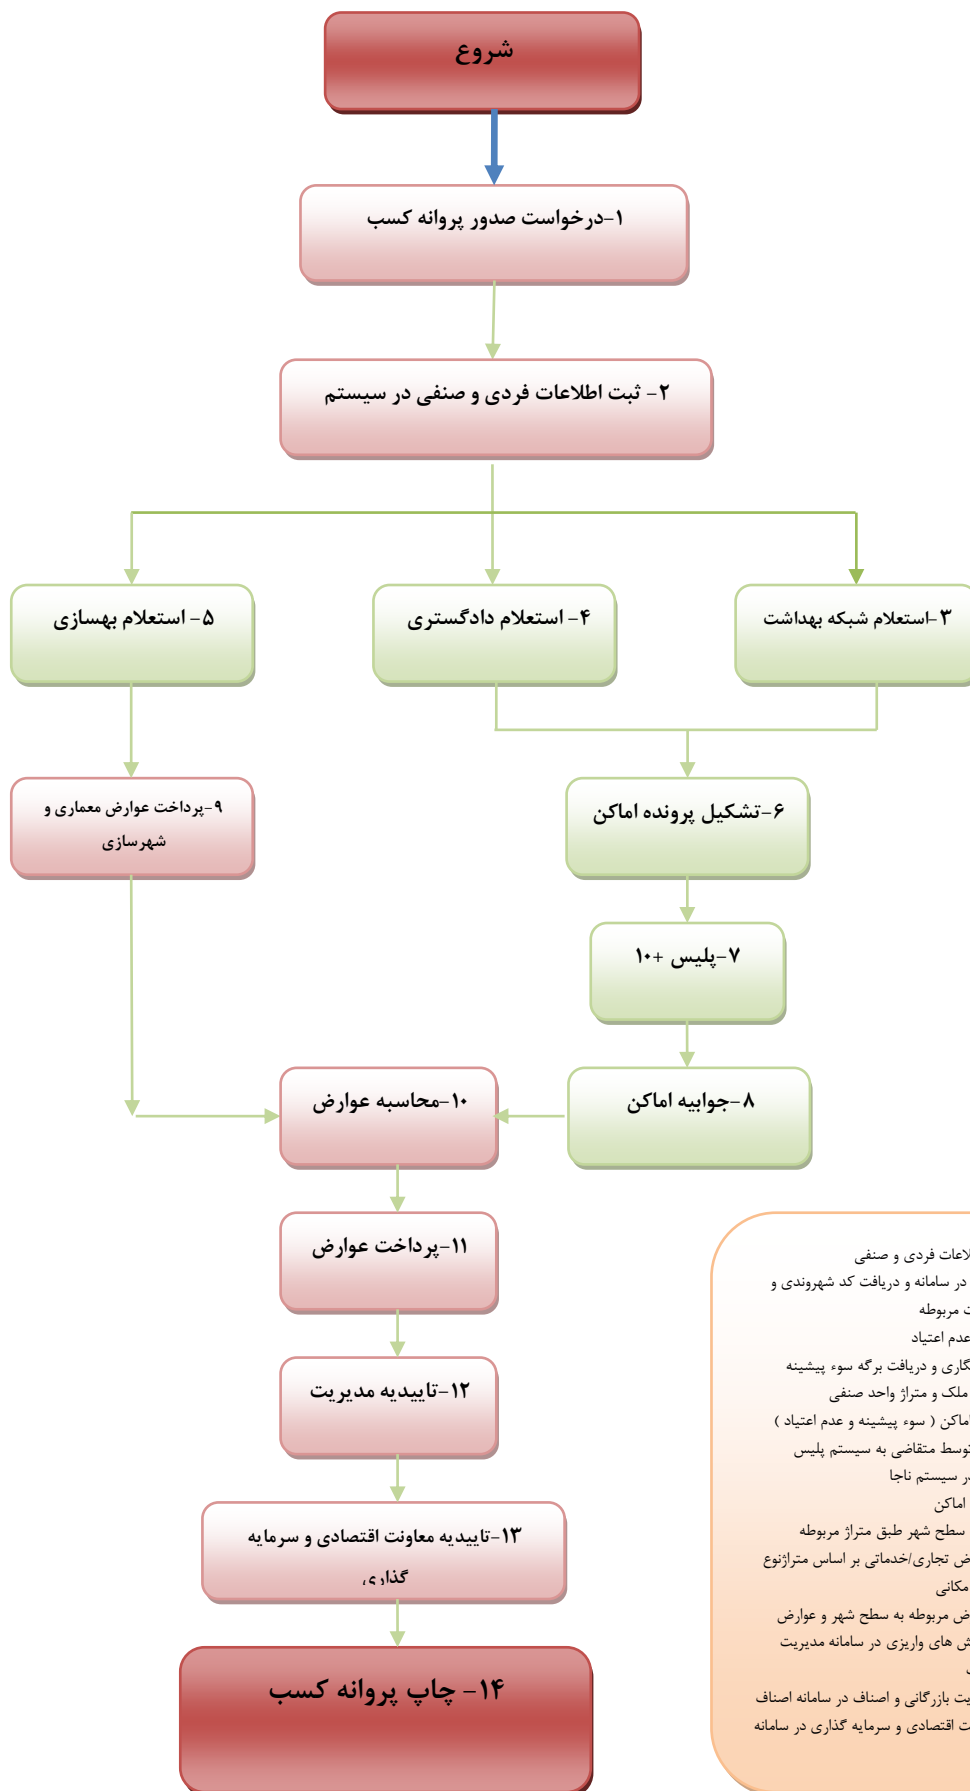 شروع
۱-درخواست صدور پروانه کسب
۲- ثبت اطلاعات فردی و صنفی در سیستم
۳-استعلام شبکه بهداشت
۴- استعلام دادگستری
۵- استعلام بهسازی
۶-تشکیل پرونده اماکن
۹-پرداخت عوارض معماری و
شهرسازی
۷-پلیس +۱۰
۸-جوابیه اماکن
۱۰-محاسبه عوارض
۱۱-پرداخت عوارض
۱۲-تاییدیه مدیریت
۱۳-تاییدیه معاونت اقتصادی و سرمایه
گذاری
۱۴- چاپ پروانه کسب
فردی و صنفی
در سامانه و دریافت کد شهروندی و
مربوطه
عدم اعتیاد
و دریافت برگه سوء پیشینه
ملک و متراژ واحد صنفی
اماکن ( سوء پیشینه و عدم اعتیاد )
توسط متقاضی به سیستم پلیس
در سیستم ناجا
اماکن
سطح شهر طبق متراژ مربوطه
تجاری/خدماتی بر اساس متراژنوع
مکانی
مربوطه به سطح شهر و عوارض
های واریزی در سامانه مدیریت
بازرگانی و اصناف در سامانه اصناف
اقتصادی و سرمایه گذاری در سامانه